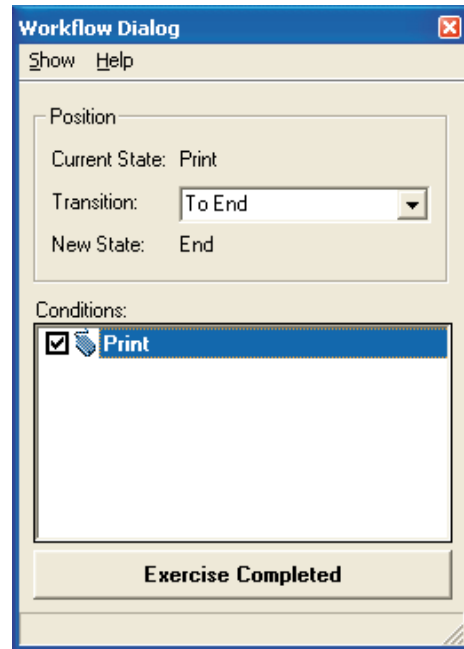 Workflow Dialog
Show Help
Position
Current State: Print
Transition: To End
New State: End
Conditions:
Print
Exercise Completed